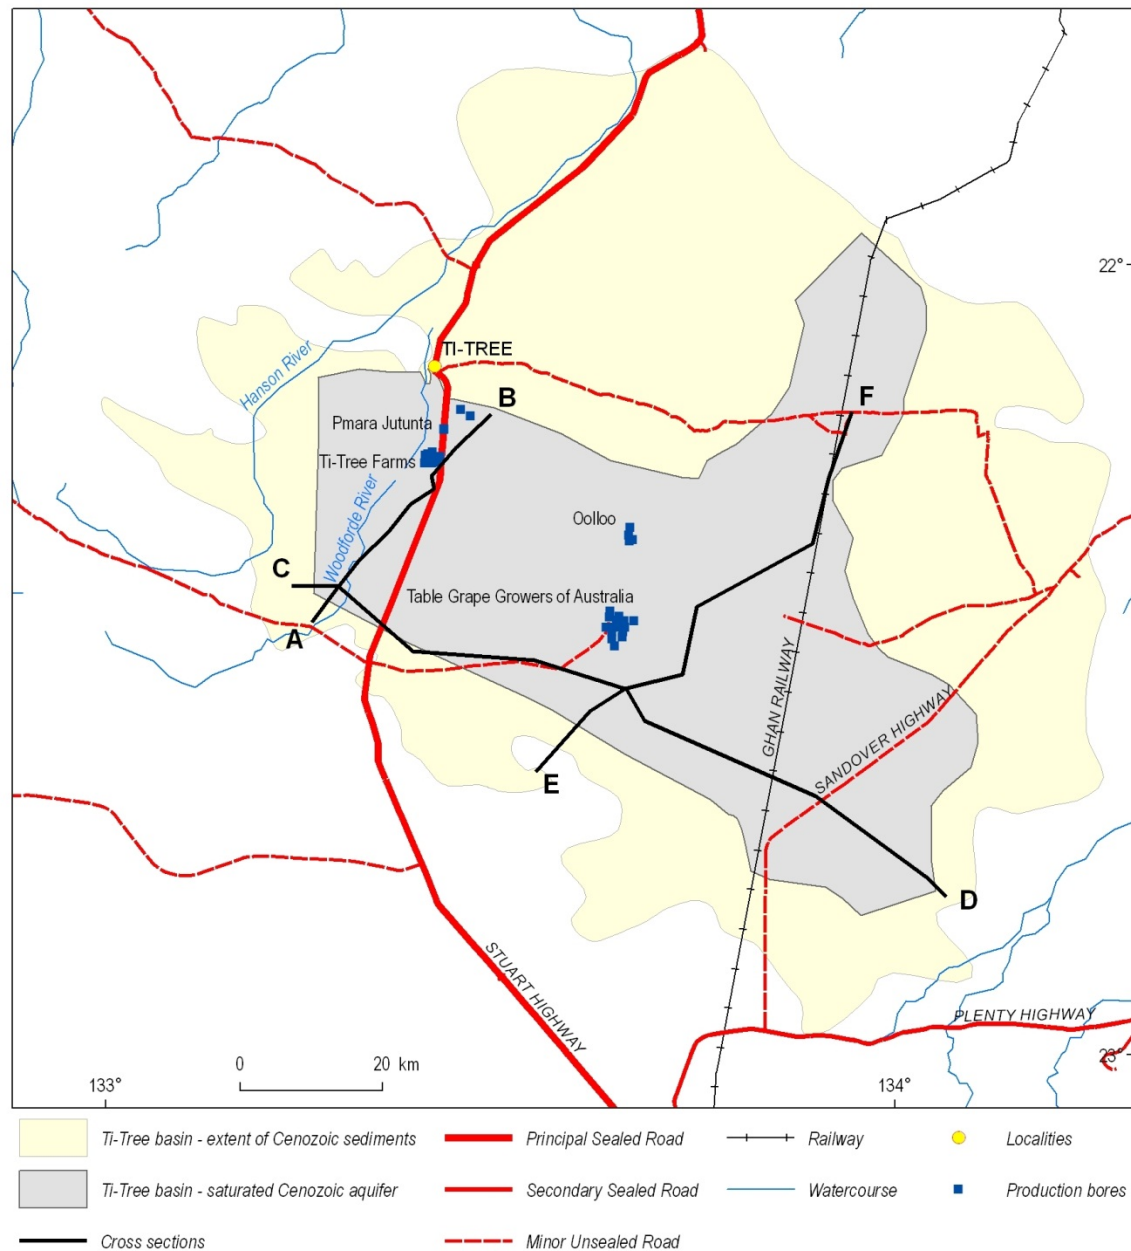 22°
Hanson River
TI-TREE
B
F
Pmara Jutunta
Ti-Tree Farms
Woodforde River
Oolloo
C
Table Grape Growers of Australia
A
GHAN RAILWAY
SANDOVER HIGHWAY
E
D
STUART HIGHWAY
PLENTY HIGHWAY
0 20 km
23°
133°
134°
Ti-Tree basin - extent of Cenozoic sediments
Principal Sealed Road
Railway
Localities
Ti-Tree basin - saturated Cenozoic aquifer
Secondary Sealed Road
Watercourse
Production bores
Cross sections
Minor Unsealed Road